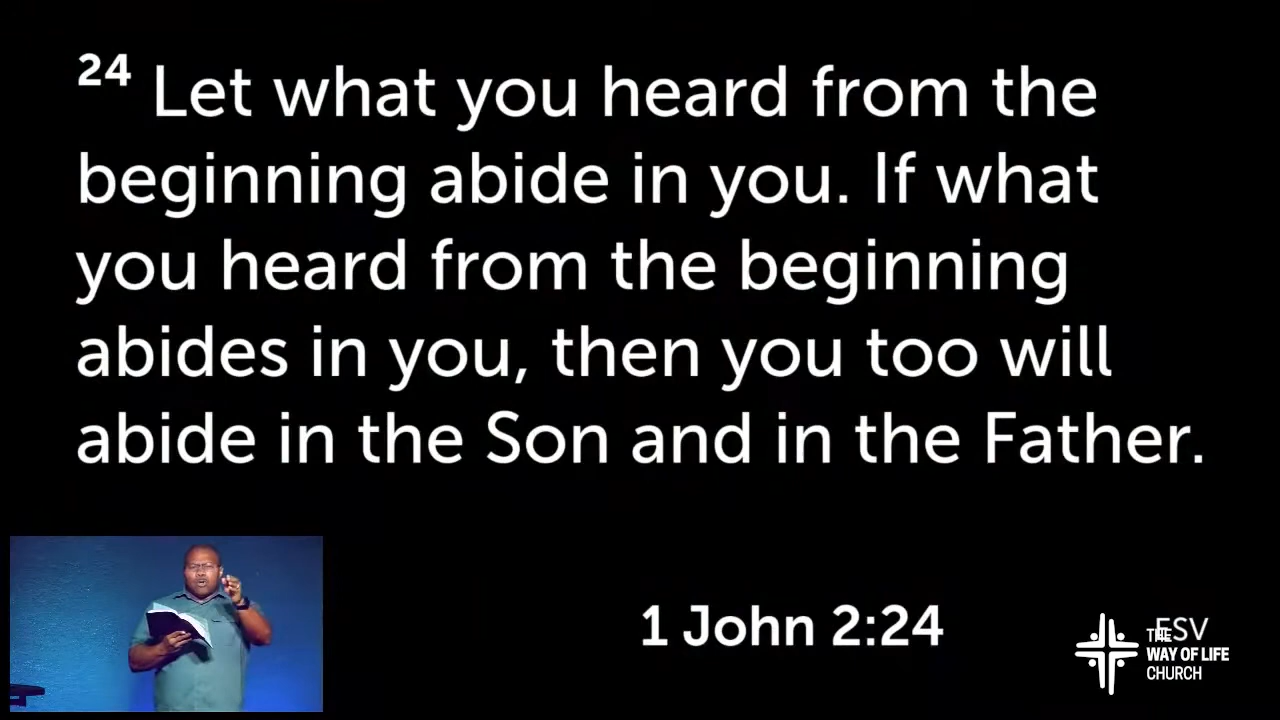 24 Let what you heard from the
beginning abide in you. If what
you heard from the beginning
abides in you, then you too will
abide in the Son and in the Father.
1 John 2:24
ESV
THE
WAY OF LIFE
CHURCH